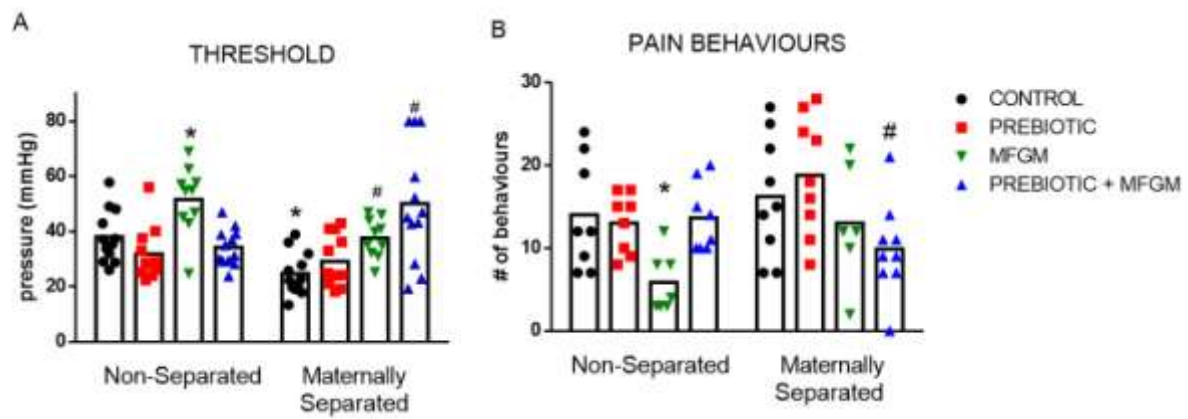 A
THRESHOLD
pressure (mmHg)
80
60
40
20
0
*
*
#
#
Non-Separated
Maternally
Separated
B
PAIN BEHAVIOURS
# of behaviours
30
20
10
0
*
#
Non-Separated
Maternally
Separated
CONTROL
PREBIOTIC
MFGM
PREBIOTIC + MFGM